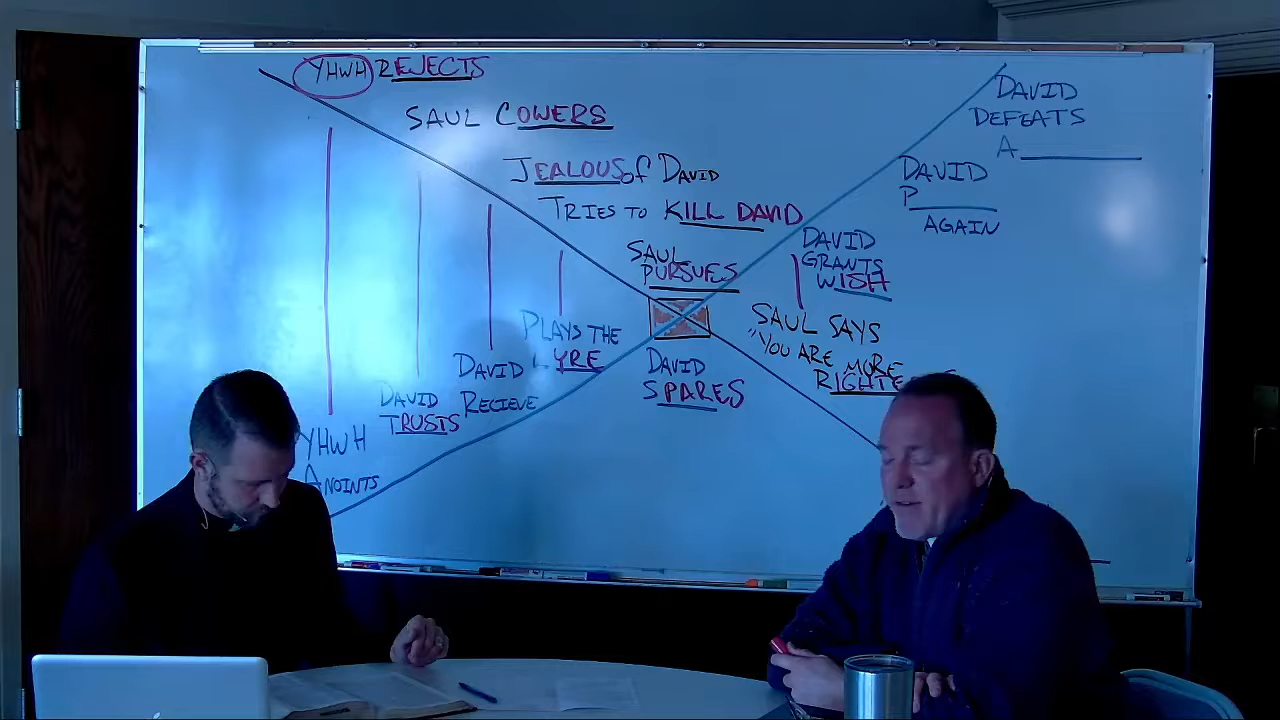 YHWH REJECTS
SAUL COWERS
JEALOUS of DAVID
TRIES TO KILL DAVID
SAUL
PURSUES
PLAYS THE
LYRE
DAVID
RECIEVE
DAVID
TRUSTS
YHWH
ANOINTS
DAVID
SPARES
DAVID
DEFEATS
A
DAVID
P
AGAIN
DAVID
GRANTS
WISH
SAUL SAYS
"YOU ARE MORE